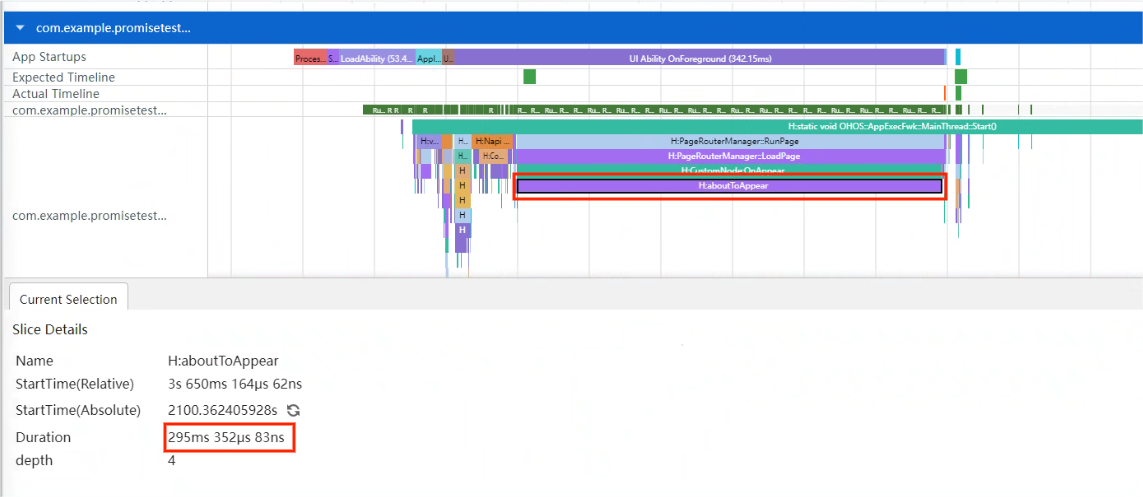 com.example.promisetest...
App Startups
Proces... S... LoadAbility (53.4... Appl... U... UI Ability OnForeground (342.15ms)
Expected Timeline
Actual Timeline
com.example.promisetest...
H:static void OHOS::AppExecFwk::MainThread::Start()
H:v... H... H:Napi ... H:PageRouterManager::RunPage
H... H:Co... H:PageRouterManager::LoadPage
H H:CustomNode:OnAppear
H H:aboutToAppear
H
H
H
com.example.promisetest...
Current Selection
Slice Details
Name H:aboutToAppear
StartTime(Relative) 3s 650ms 164μs 62ns
StartTime(Absolute) 2100.362405928s
Duration 295ms 352μs 83ns
depth 4